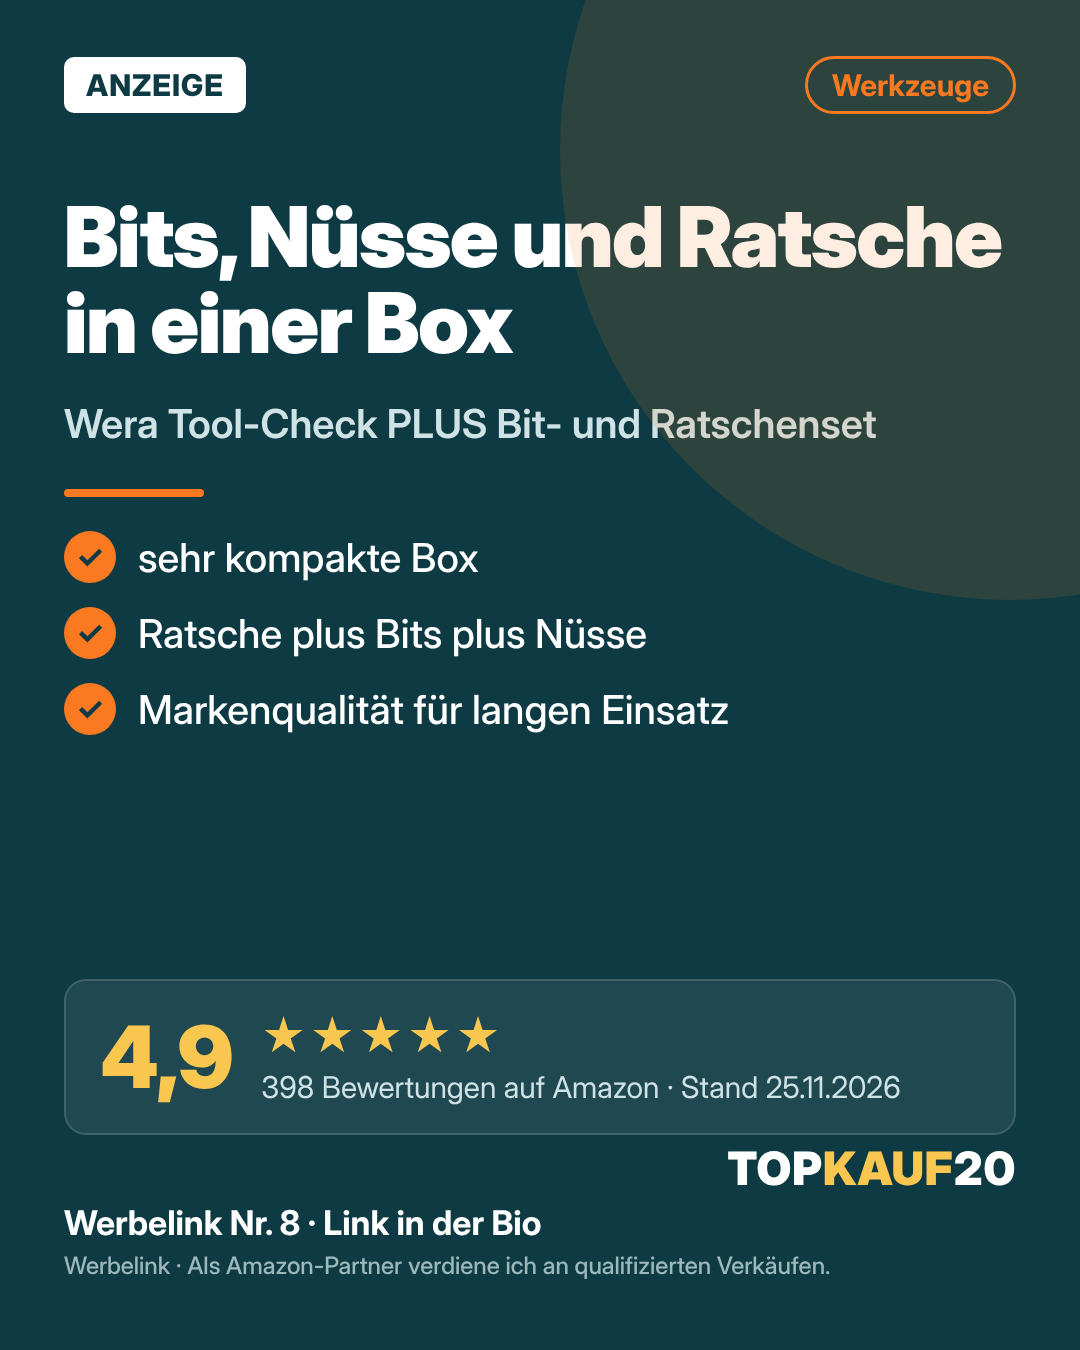 ANZEIGE
Werkzeuge
Bits, Nüsse und Ratsche
in einer Box
Wera Tool-Check PLUS Bit- und Ratschenset
sehr kompakte Box
Ratsche plus Bits plus Nüsse
Markenqualität für langen Einsatz
4,9
★★★★★
398 Bewertungen auf Amazon · Stand 25.11.2026
TOPKAUF20
Werbelink Nr. 8 · Link in der Bio
Werbelink · Als Amazon-Partner verdiene ich an qualifizierten Verkäufen.